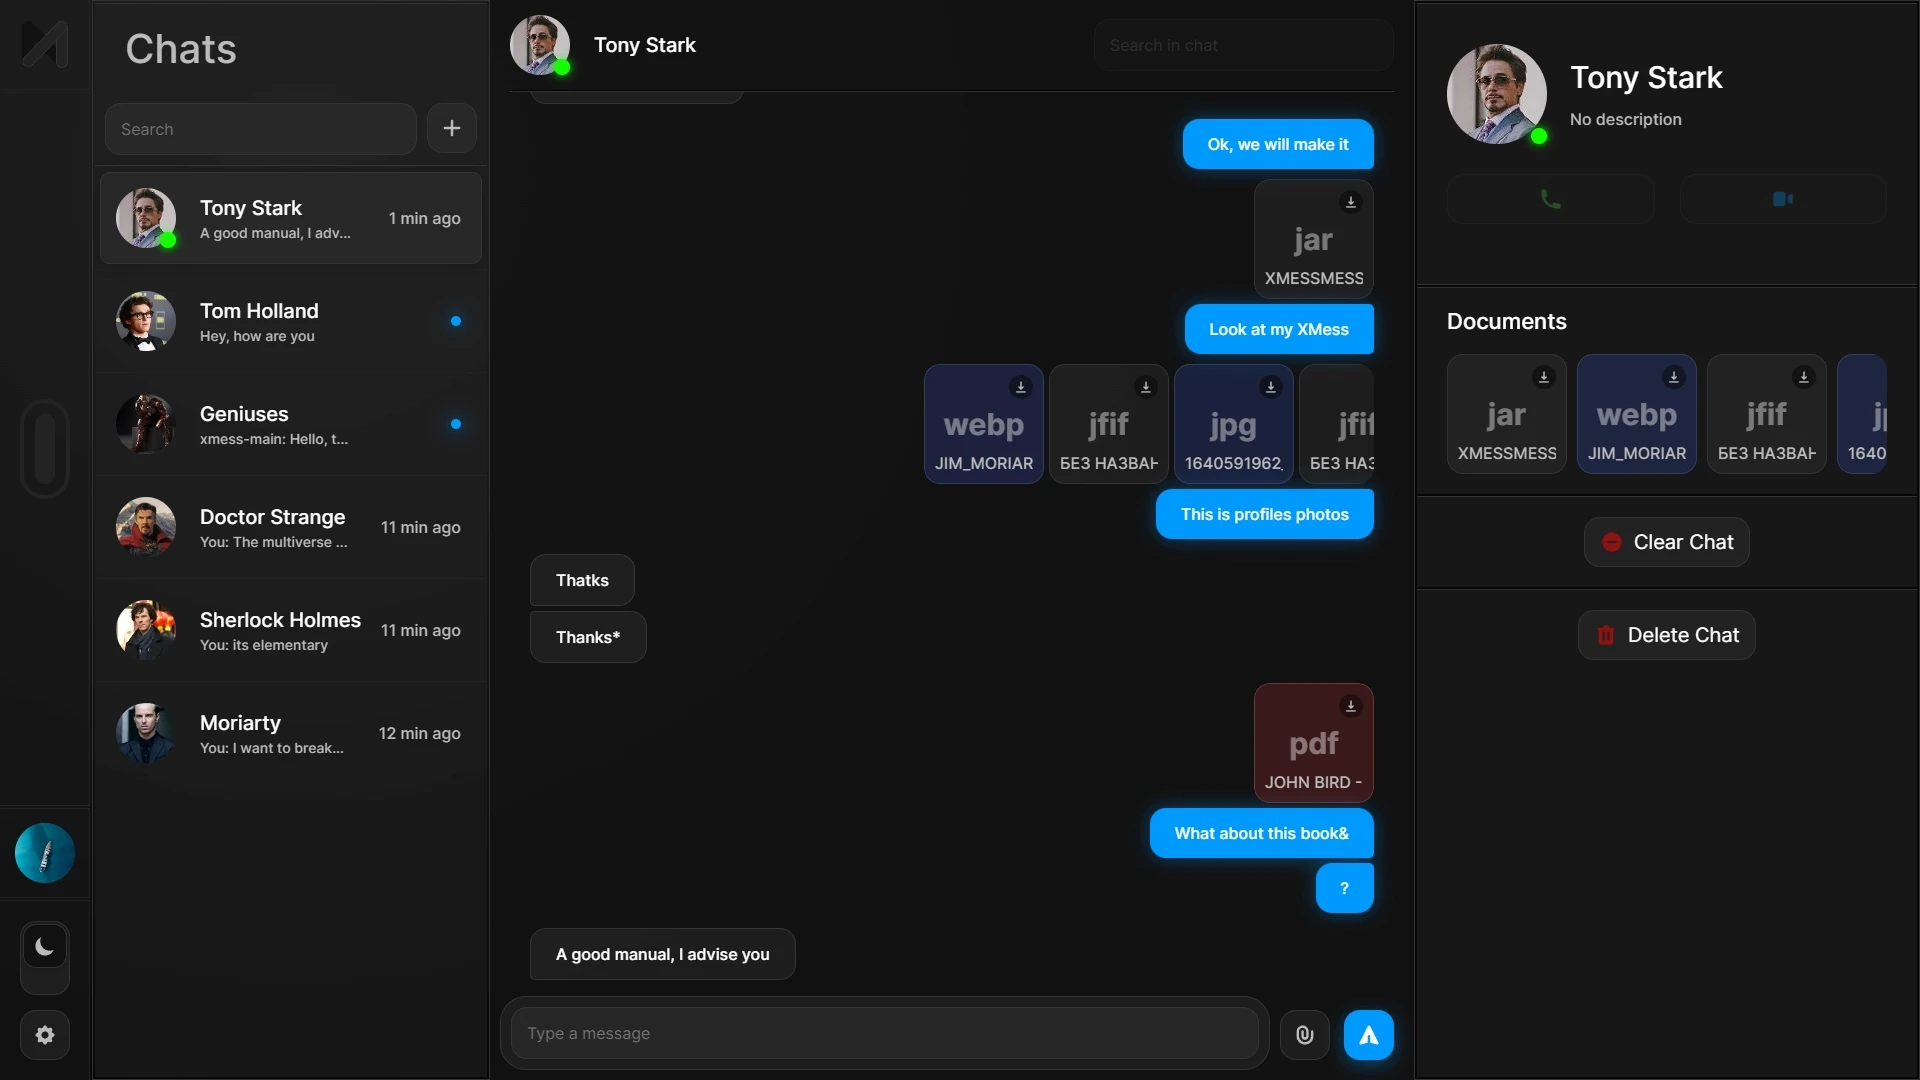 Chats
Search
Tony Stark
A good manual, I adv...
1 min ago
Tom Holland
Hey, how are you
Geniuses
xmess-main: Hello, t...
Doctor Strange
You: The multiverse ...
11 min ago
Sherlock Holmes
You: its elementary
11 min ago
Moriarty
You: I want to break...
12 min ago
Tony Stark
Search in chat
Ok, we will make it
jar
XMESSMESS
Look at my XMess
webp
JIM_MORIAR
jfif
БЕЗ НАЗВАН
jpg
1640591962_
jfif
БЕЗ НАЗ
This is profiles photos
Thatks
Thanks*
pdf
JOHN BIRD -
What about this book&
?
A good manual, I advise you
Type a message
Tony Stark
No description
Documents
jar
XMESSMESS
webp
JIM_MORIAR
jfif
БЕЗ НАЗВАН
jp
1640
Clear Chat
Delete Chat